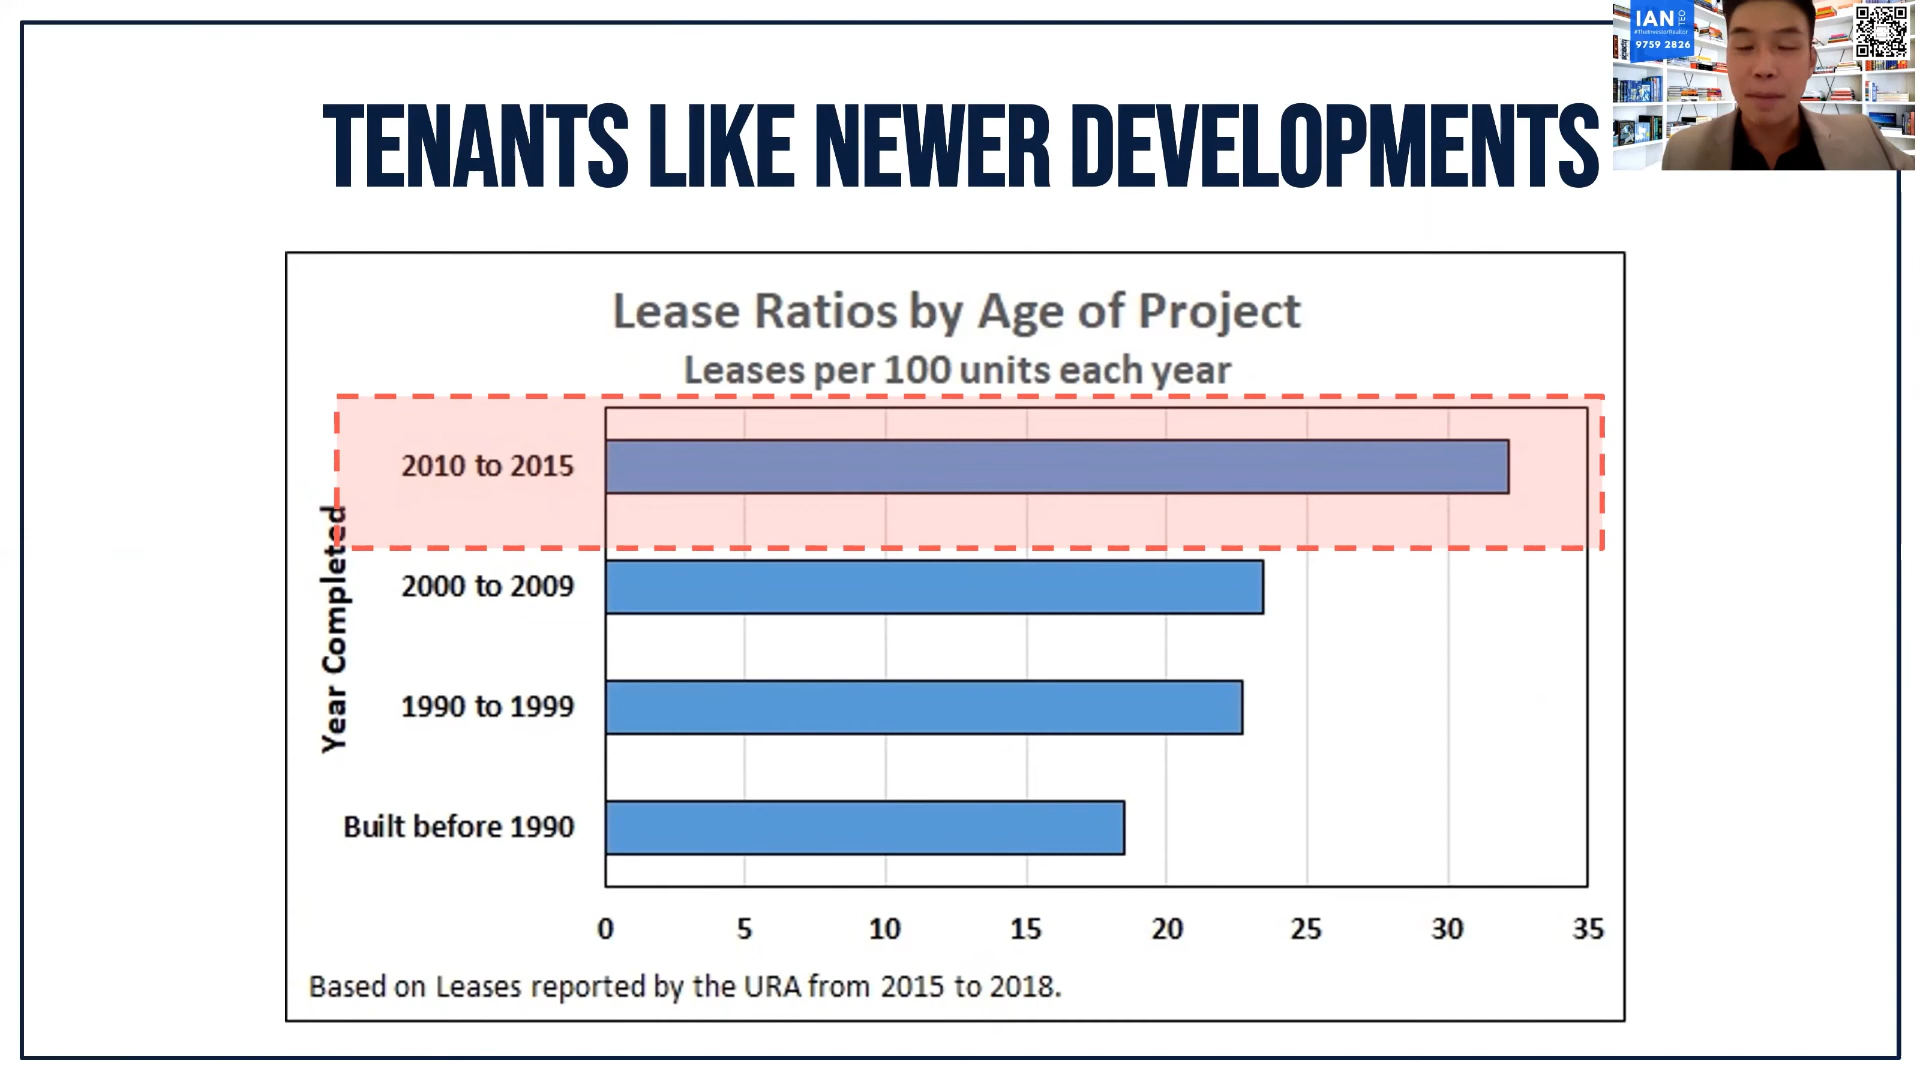 IAN
TEO
#TheInvestorRealtor
9759 2826
TENANTS LIKE NEWER DEVELOPMENTS
Lease Ratios by Age of Project
Leases per 100 units each year
Year Completed
2010 to 2015
2000 to 2009
1990 to 1999
Built before 1990
0 5 10 15 20 25 30 35
Based on Leases reported by the URA from 2015 to 2018.